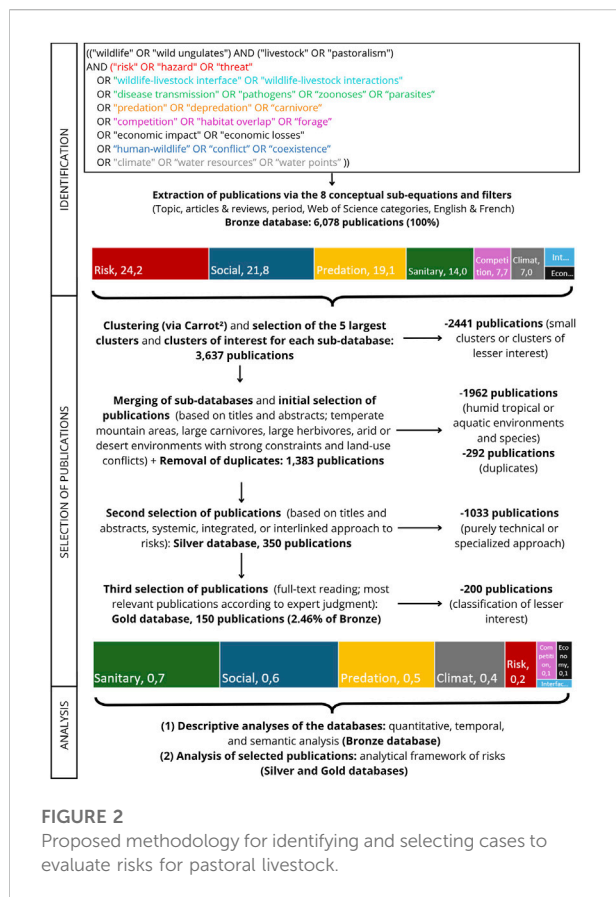 IDENTIFICATION
(("wildlife" OR "wild ungulates") AND ("livestock" OR "pastoralism")
AND ("risk" OR "hazard" OR "threat"
OR "wildlife-livestock interface" OR "wildlife-livestock interactions"
OR "disease transmission" OR "pathogens" OR "zoonoses" OR "parasites"
OR "predation" OR "depredation" OR "carnivore"
OR "competition" OR "habitat overlap" OR "forage"
OR "economic impact" OR "economic losses"
OR "human-wildlife" OR "conflict" OR "coexistence"
OR "climate" OR "water resources" OR "water points" ))
Extraction of publications via the 8 conceptual sub-equations and filters
(Topic, articles & reviews, period, Web of Science categories, English & French)
Bronze database: 6,078 publications (100%)
Risk, 24,2
Social, 21,8
Predation, 19,1
Sanitary, 14,0
Competi
tion, 7,7
Climat,
7,0
Int...
Econ...
SELECTION OF PUBLICATIONS
Clustering (via Carrot²) and selection of the 5 largest
clusters and clusters of interest for each sub-database:
3,637 publications
-2441 publications (small
clusters or clusters of
lesser interest)
Merging of sub-databases and initial selection of
publications (based on titles and abstracts; temperate
mountain areas, large carnivores, large herbivores, arid or
desert environments with strong constraints and land-use
conflicts) + Removal of duplicates: 1,383 publications
-1962 publications
(humid tropical or
aquatic environments
and species)
-292 publications
(duplicates)
Second selection of publications (based on titles and
abstracts, systemic, integrated, or interlinked approach to
risks): Silver database, 350 publications
-1033 publications
(purely technical or
specialized approach)
Third selection of publications (full-text reading; most
relevant publications according to expert judgment):
Gold database, 150 publications (2.46% of Bronze)
-200 publications
(classification of lesser
interest)
Sanitary, 0,7
Social, 0,6
Predation, 0,5
Climat, 0,4
Risk,
0,2
Com
petiti
on,
0,1
Eco
no
my,
0,1
Interfac...
ANALYSIS
(1) Descriptive analyses of the databases: quantitative, temporal,
and semantic analysis (Bronze database)
(2) Analysis of selected publications: analytical framework of risks
(Silver and Gold databases)
FIGURE 2
Proposed methodology for identifying and selecting cases to
evaluate risks for pastoral livestock.